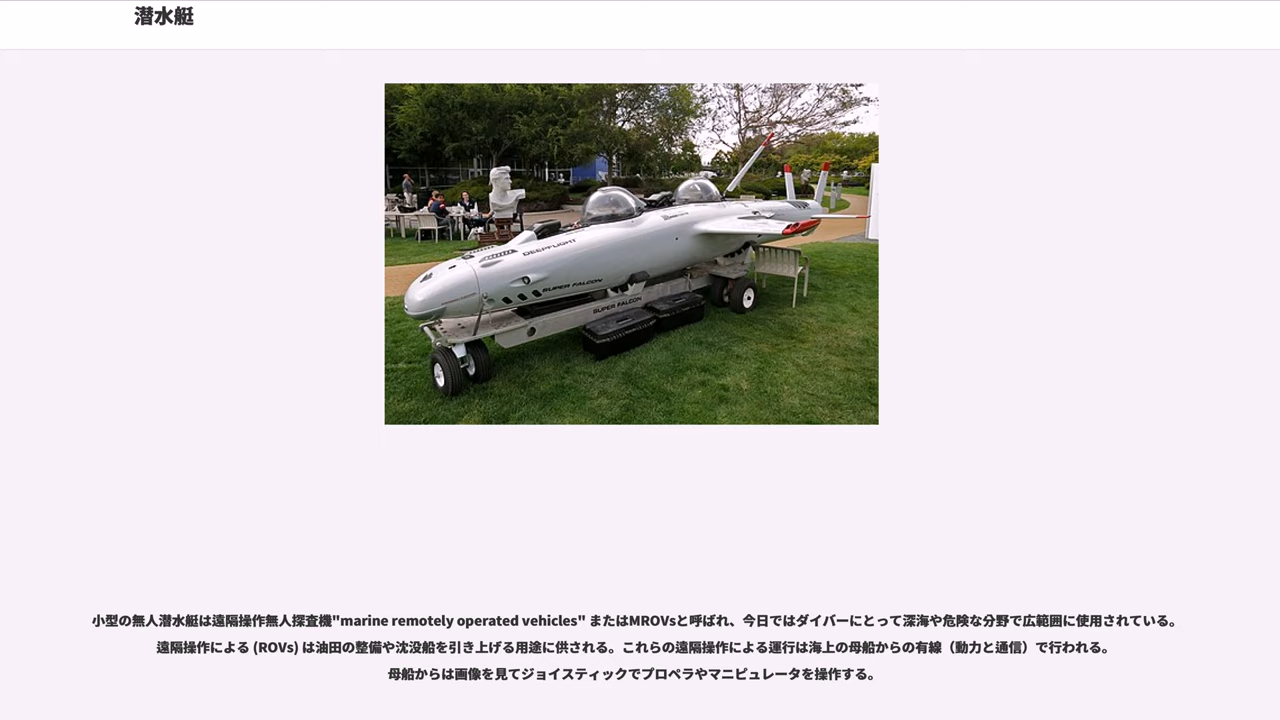 潜水艇
DEEPFLIGHT
SUPER FALCON
SUPER FALCON
小型の無人潜水艇は遠隔操作無人探査機"marine remotely operated vehicles" またはMROVsと呼ばれ、今日ではダイバーにとって深海や危険な分野で広範囲に使用されている。
遠隔操作による (ROVs) は油田の整備や沈没船を引き上げる用途に供される。これらの遠隔操作による運行は海上の母船からの有線（動力と通信）で行われる。
母船からは画像を見てジョイスティックでプロペラやマニピュレータを操作する。